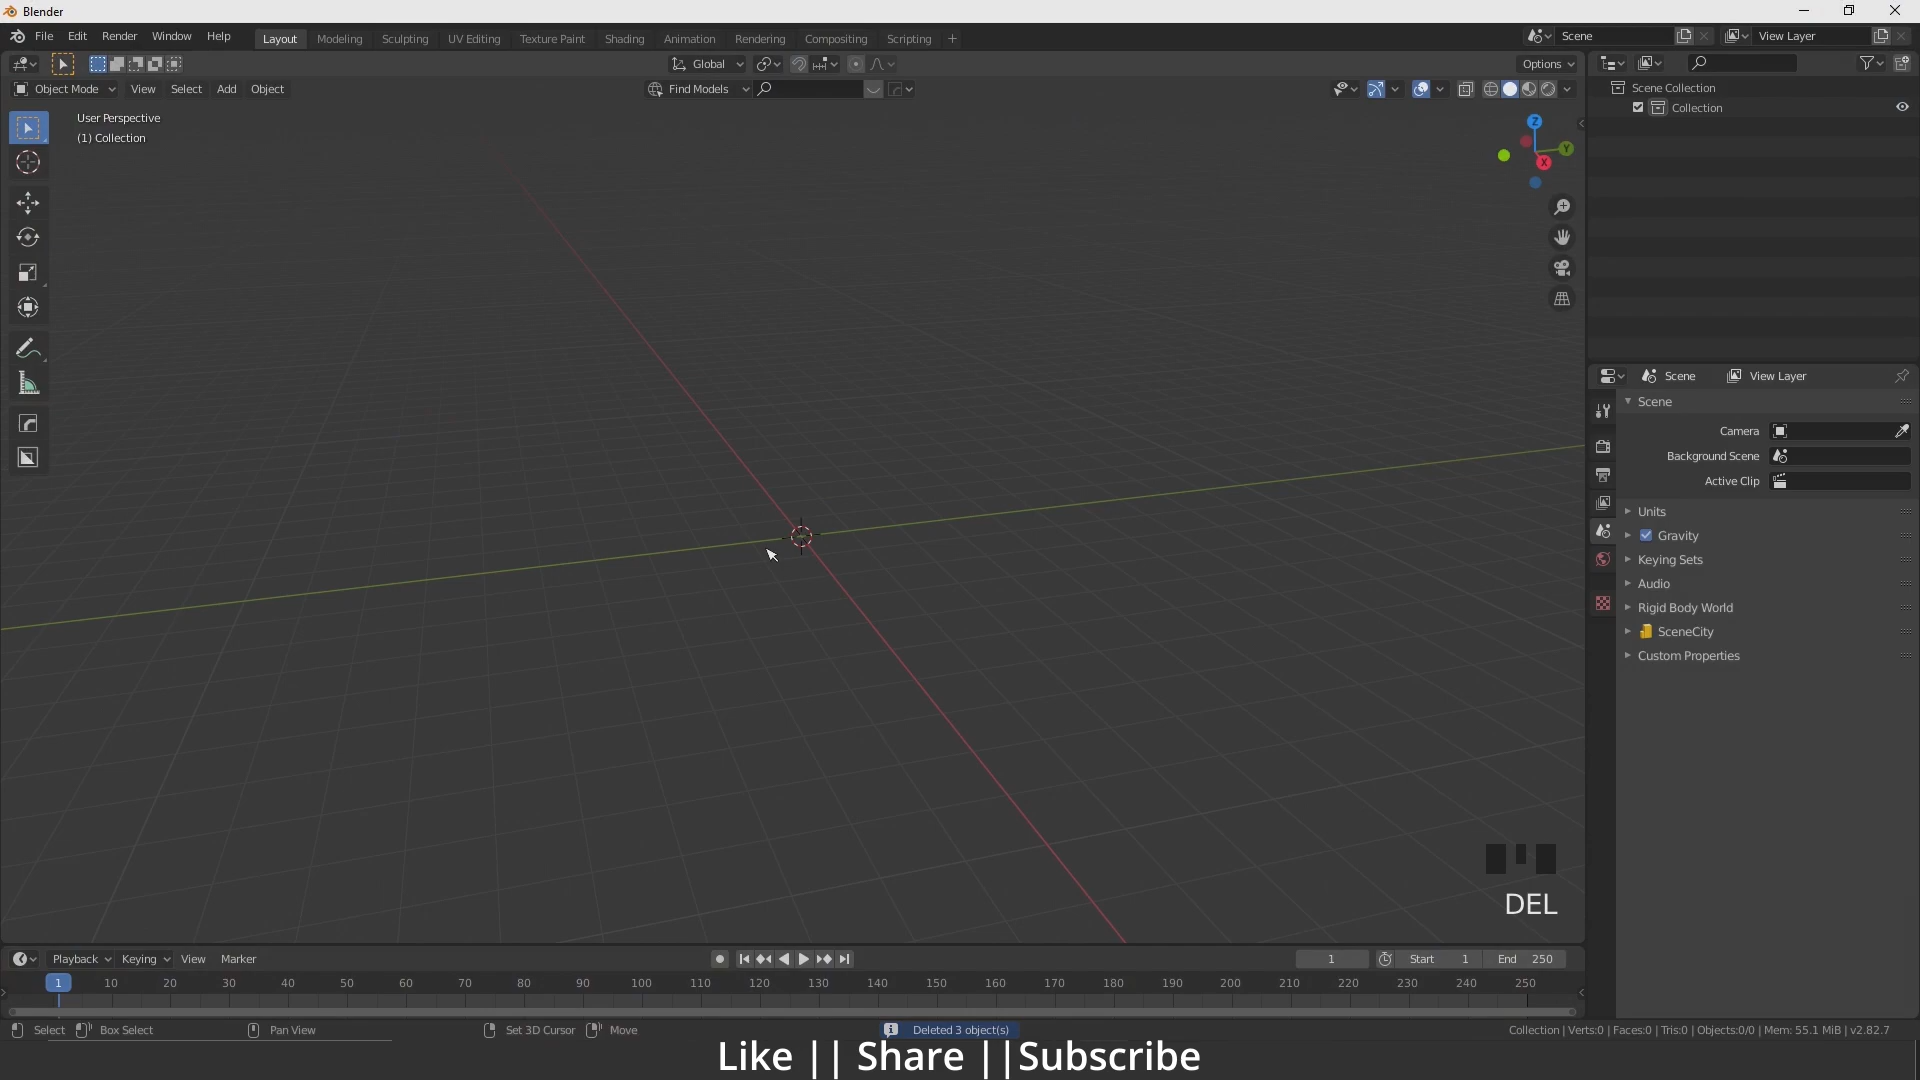 Blender
File Edit Render Window Help Layout Modeling Sculpting UV Editing Texture Paint Shading Animation Rendering Compositing Scripting + Scene View Layer
Global Options
Object Mode View Select Add Object Find Models
User Perspective
(1) Collection
Z
Y
X
Scene Collection
Collection
Scene View Layer
Scene
Camera
Background Scene
Active Clip
Units
Gravity
Keying Sets
Audio
Rigid Body World
SceneCity
Custom Properties
DEL
Playback Keying View Marker 1 Start 1 End 250
1 10 20 30 40 50 60 70 80 90 100 110 120 130 140 150 160 170 180 190 200 210 220 230 240 250
Select Box Select Pan View Set 3D Cursor Move Deleted 3 object(s) Collection | Verts:0 | Faces:0 | Tris:0 | Objects:0/0 | Mem: 55.1 MiB | v2.82.7
Like || Share ||Subscribe